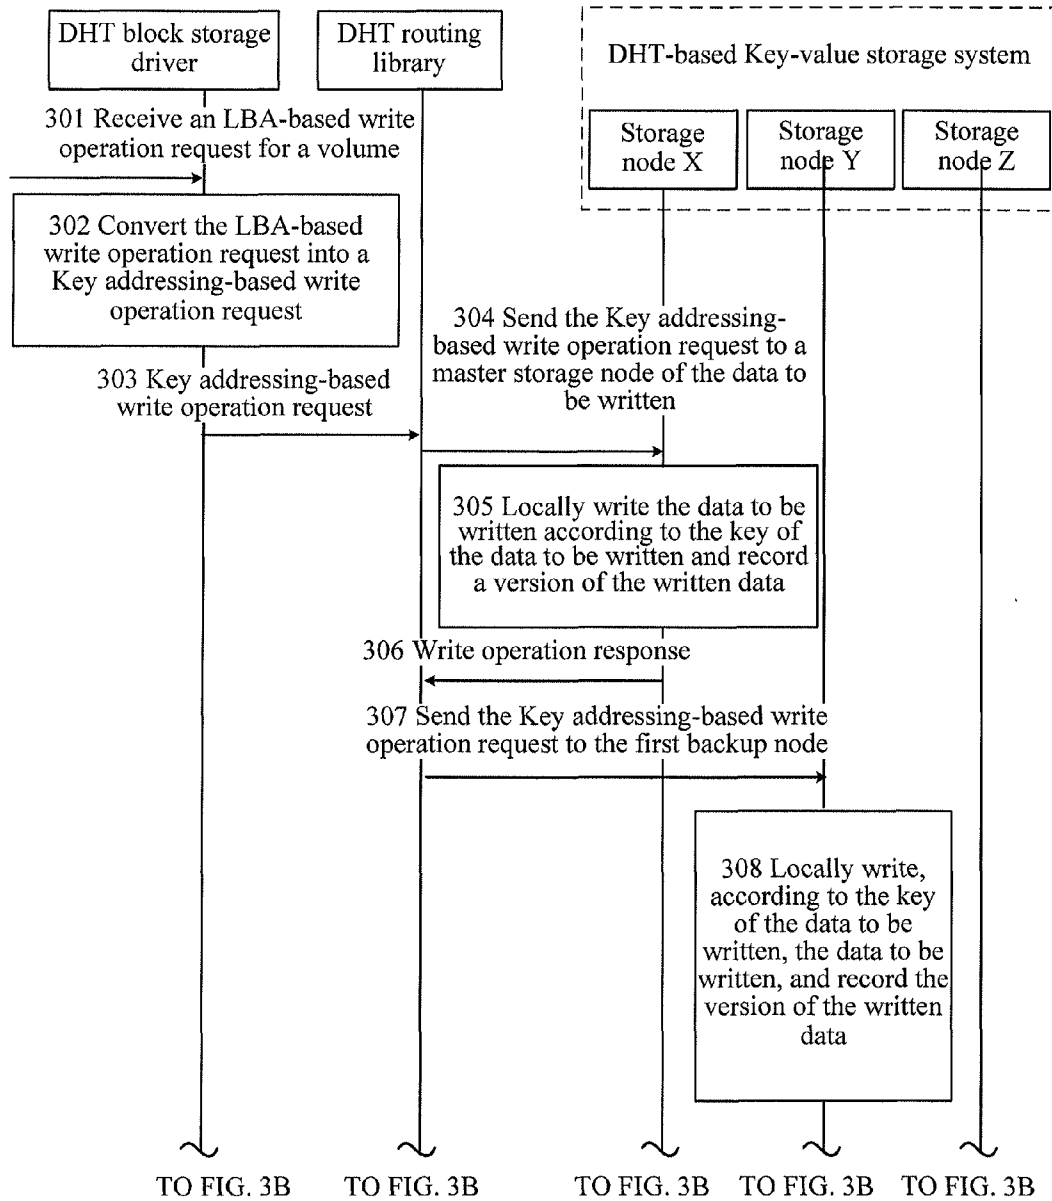 DHT block storage
driver
DHT routing
library
DHT-based Key-value storage system
Storage
node X
Storage
node Y
Storage
node Z
301 Receive an LBA-based write
operation request for a volume
302 Convert the LBA-based
write operation request into a
Key addressing-based write
operation request
303 Key addressing-based
write operation request
304 Send the Key addressing-
based write operation request to a
master storage node of the data to
be written
305 Locally write the data to be
written according to the key of
the data to be written and record
a version of the written data
306 Write operation response
307 Send the Key addressing-based write
operation request to the first backup node
308 Locally write,
according to the key
of the data to be
written, the data to be
written, and record the
version of the written
data
TO FIG. 3B
TO FIG. 3B
TO FIG. 3B
TO FIG. 3B
TO FIG. 3B